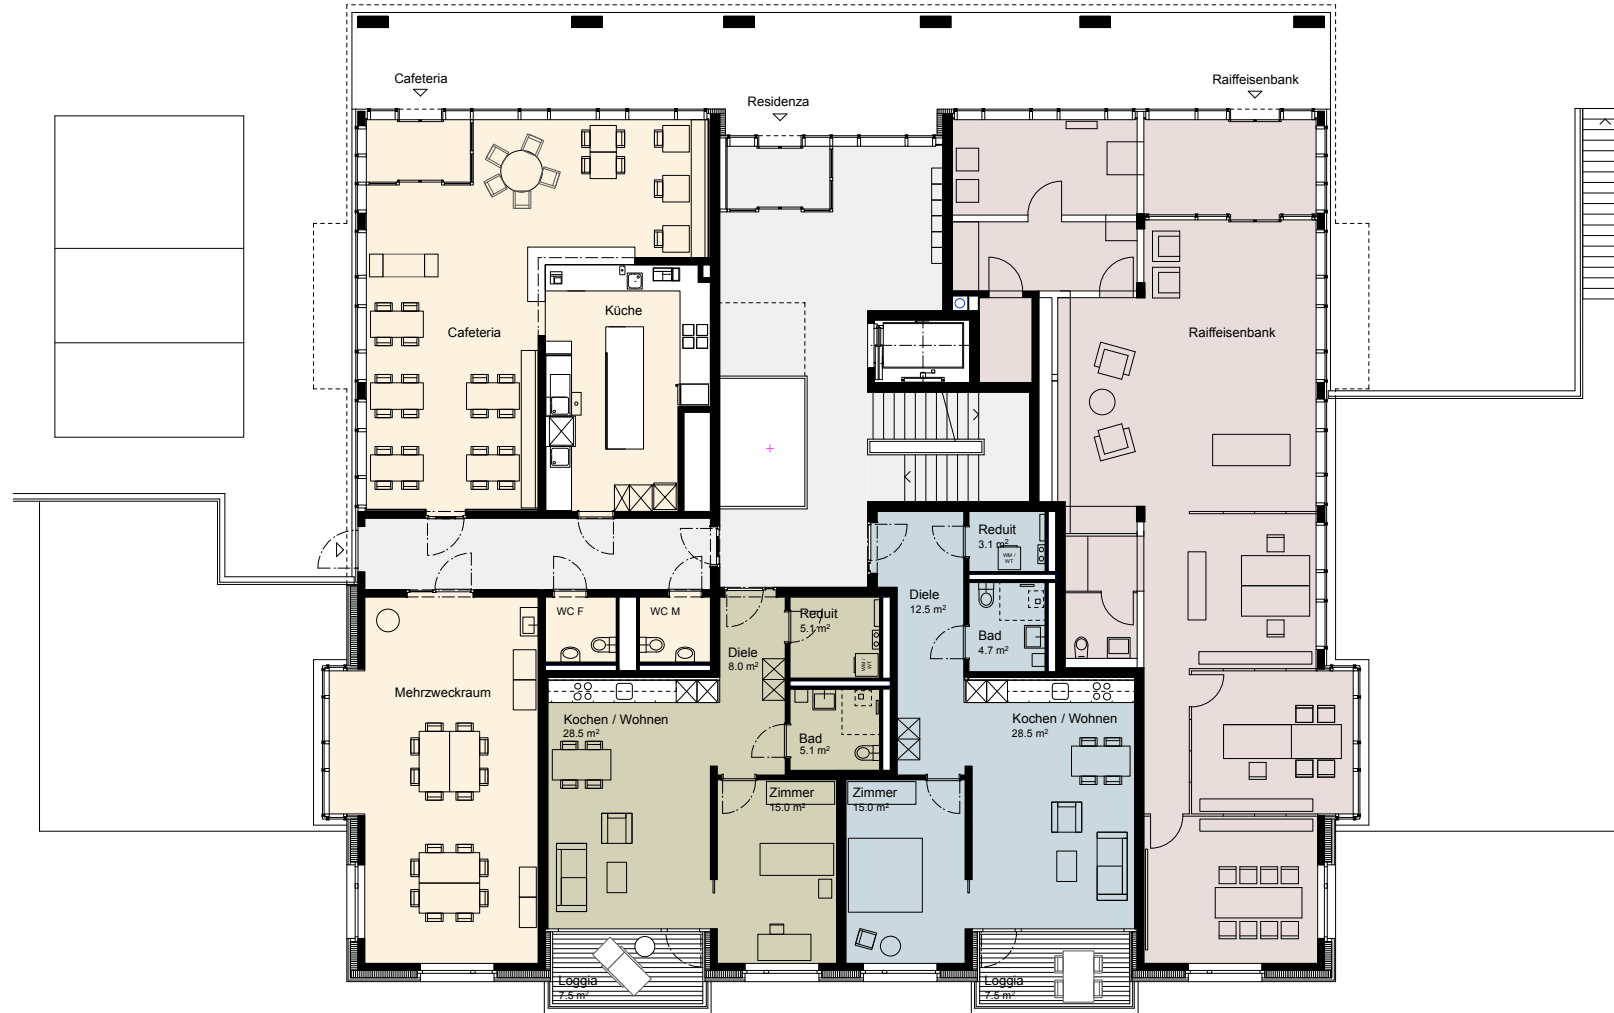 Cafeteria
Residenza
Raiffeisenbank
Küche
Cafeteria
Raiffeisenbank
Reduit
3.1 m²
WM /
WT
Diele
12.5 m²
Bad
4.7 m²
WC F
WC M
Reduit
5.1 m²
WM /
WT
Diele
8.0 m²
Mehrzweckraum
Kochen / Wohnen
28.5 m²
Bad
5.1 m²
Kochen / Wohnen
28.5 m²
Zimmer
15.0 m²
Zimmer
15.0 m²
Loggia
7.5 m²
Loggia
7.5 m²